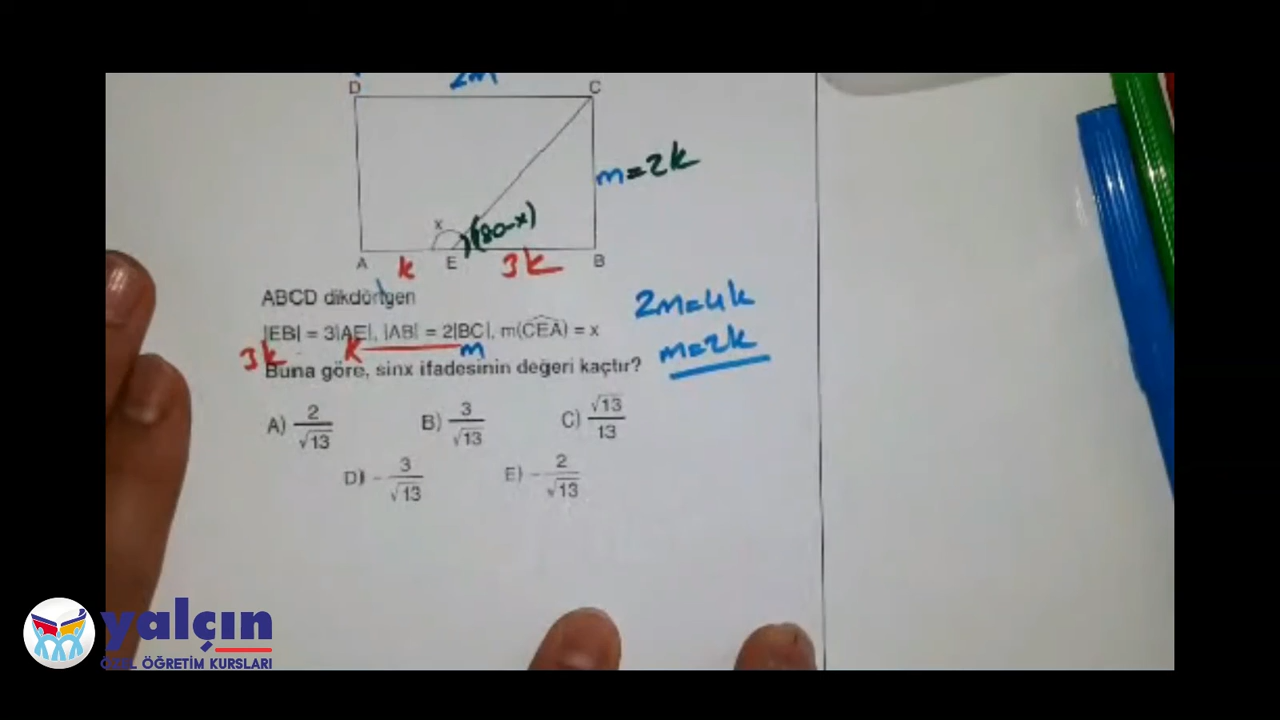 2m
D C
m=2k
x (180-x)
A k E 3k B
ABCD dikdörtgen
|EB| = 3|AE|, |AB| = 2|BC|, m(CEA) = x
3k k m
2m=4k
m=2k
Buna göre, sinx ifadesinin değeri kaçtır?
A) 2/√13 B) 3/√13 C) √13/13
D) - 3/√13 E) - 2/√13
yalçın
ÖZEL ÖĞRETİM KURSLARI